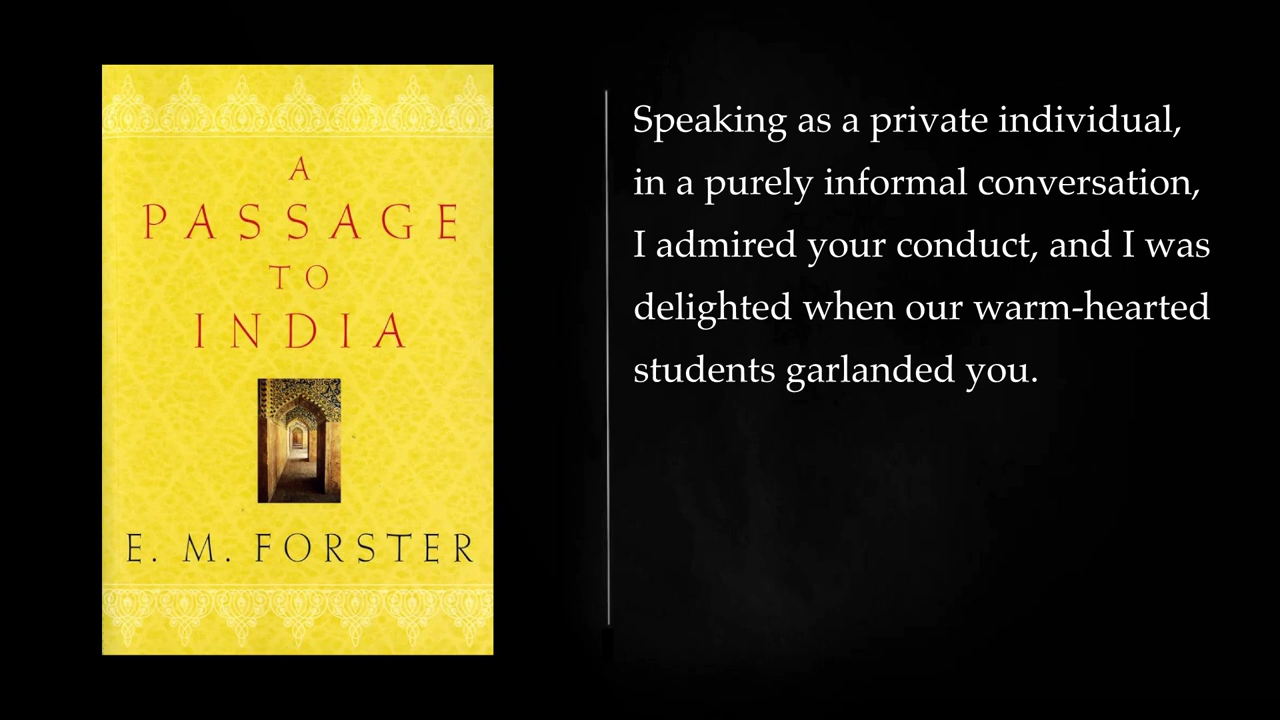 A
PASSAGE
TO
INDIA
E. M. FORSTER
Speaking as a private individual,
in a purely informal conversation,
I admired your conduct, and I was
delighted when our warm-hearted
students garlanded you.